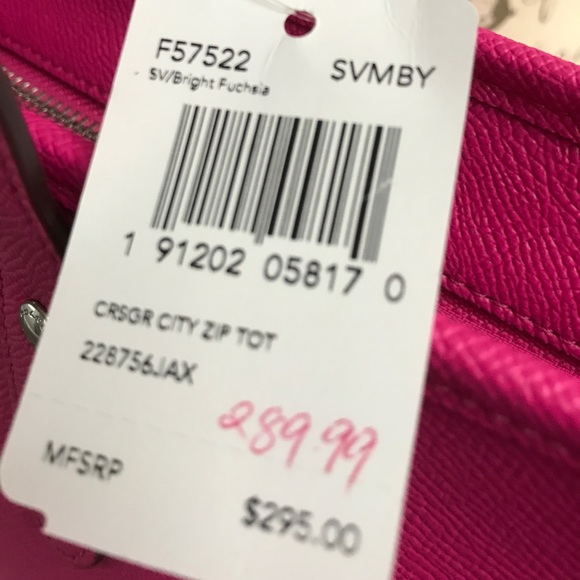 F57522 SVMBY
SV/Bright Fuchsia
1 91202 05817 0
CRSGR CITY ZIP TOT
228756JAX
289.99
MFSRP
$295.00